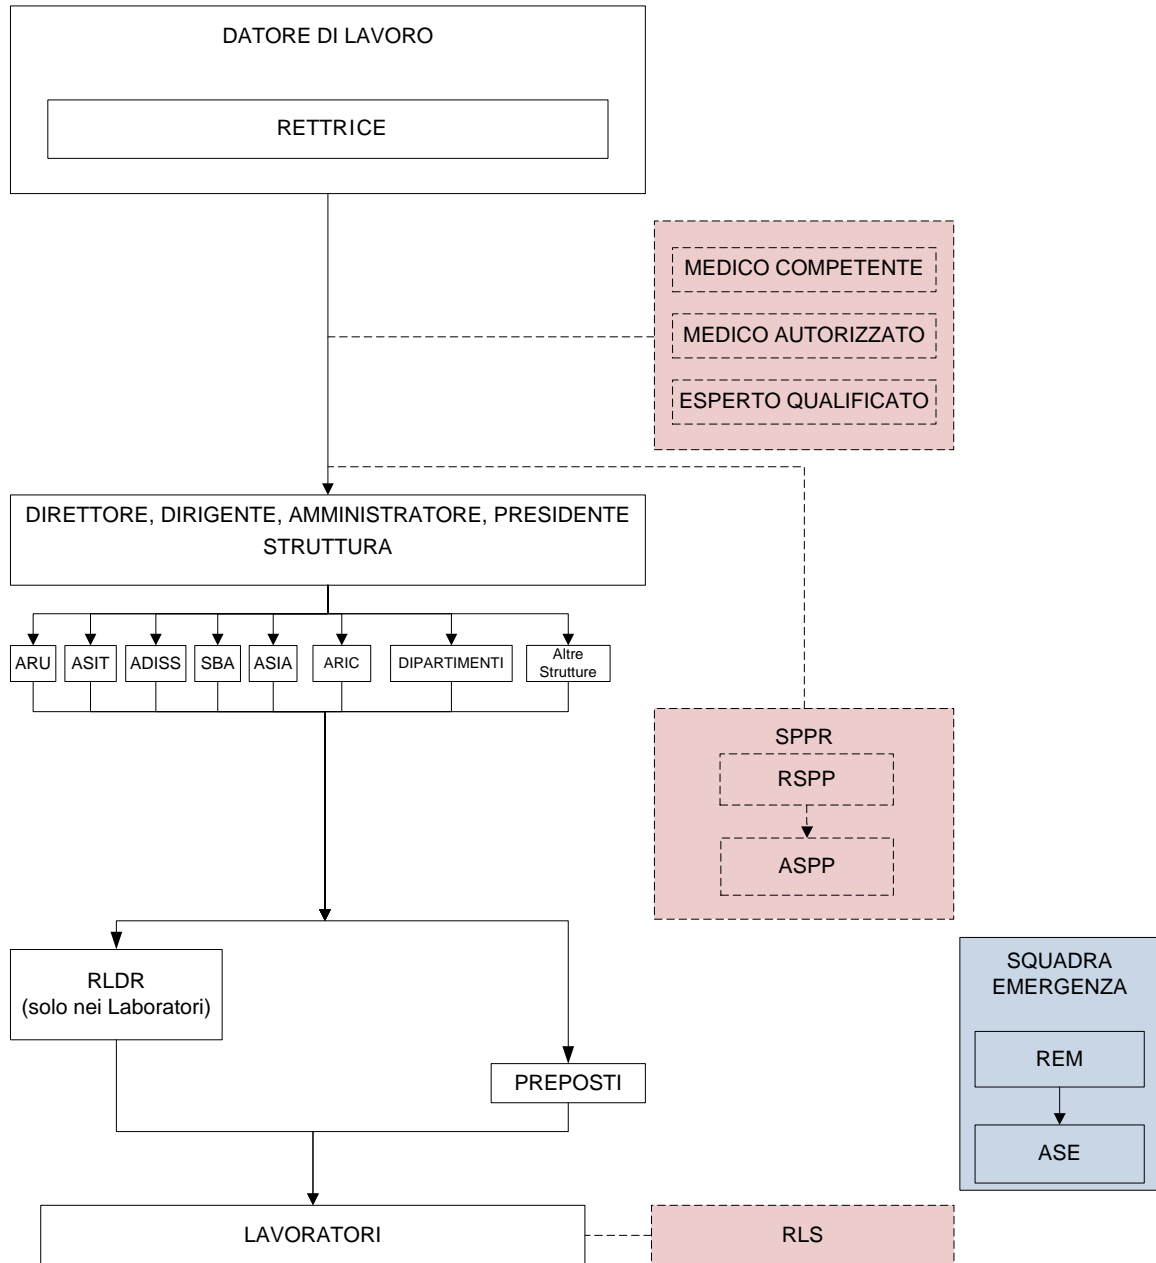 DATORE DI LAVORO
RETTRICE
MEDICO COMPETENTE
MEDICO AUTORIZZATO
ESPERTO QUALIFICATO
DIRETTORE, DIRIGENTE, AMMINISTRATORE, PRESIDENTE
STRUTTURA
ARU
ASIT
ADISS
SBA
ASIA
ARIC
DIPARTIMENTI
Altre
Strutture
SPPR
RSPP
ASPP
RLDR
(solo nei Laboratori)
PREPOSTI
SQUADRA
EMERGENZA
REM
ASE
LAVORATORI
RLS